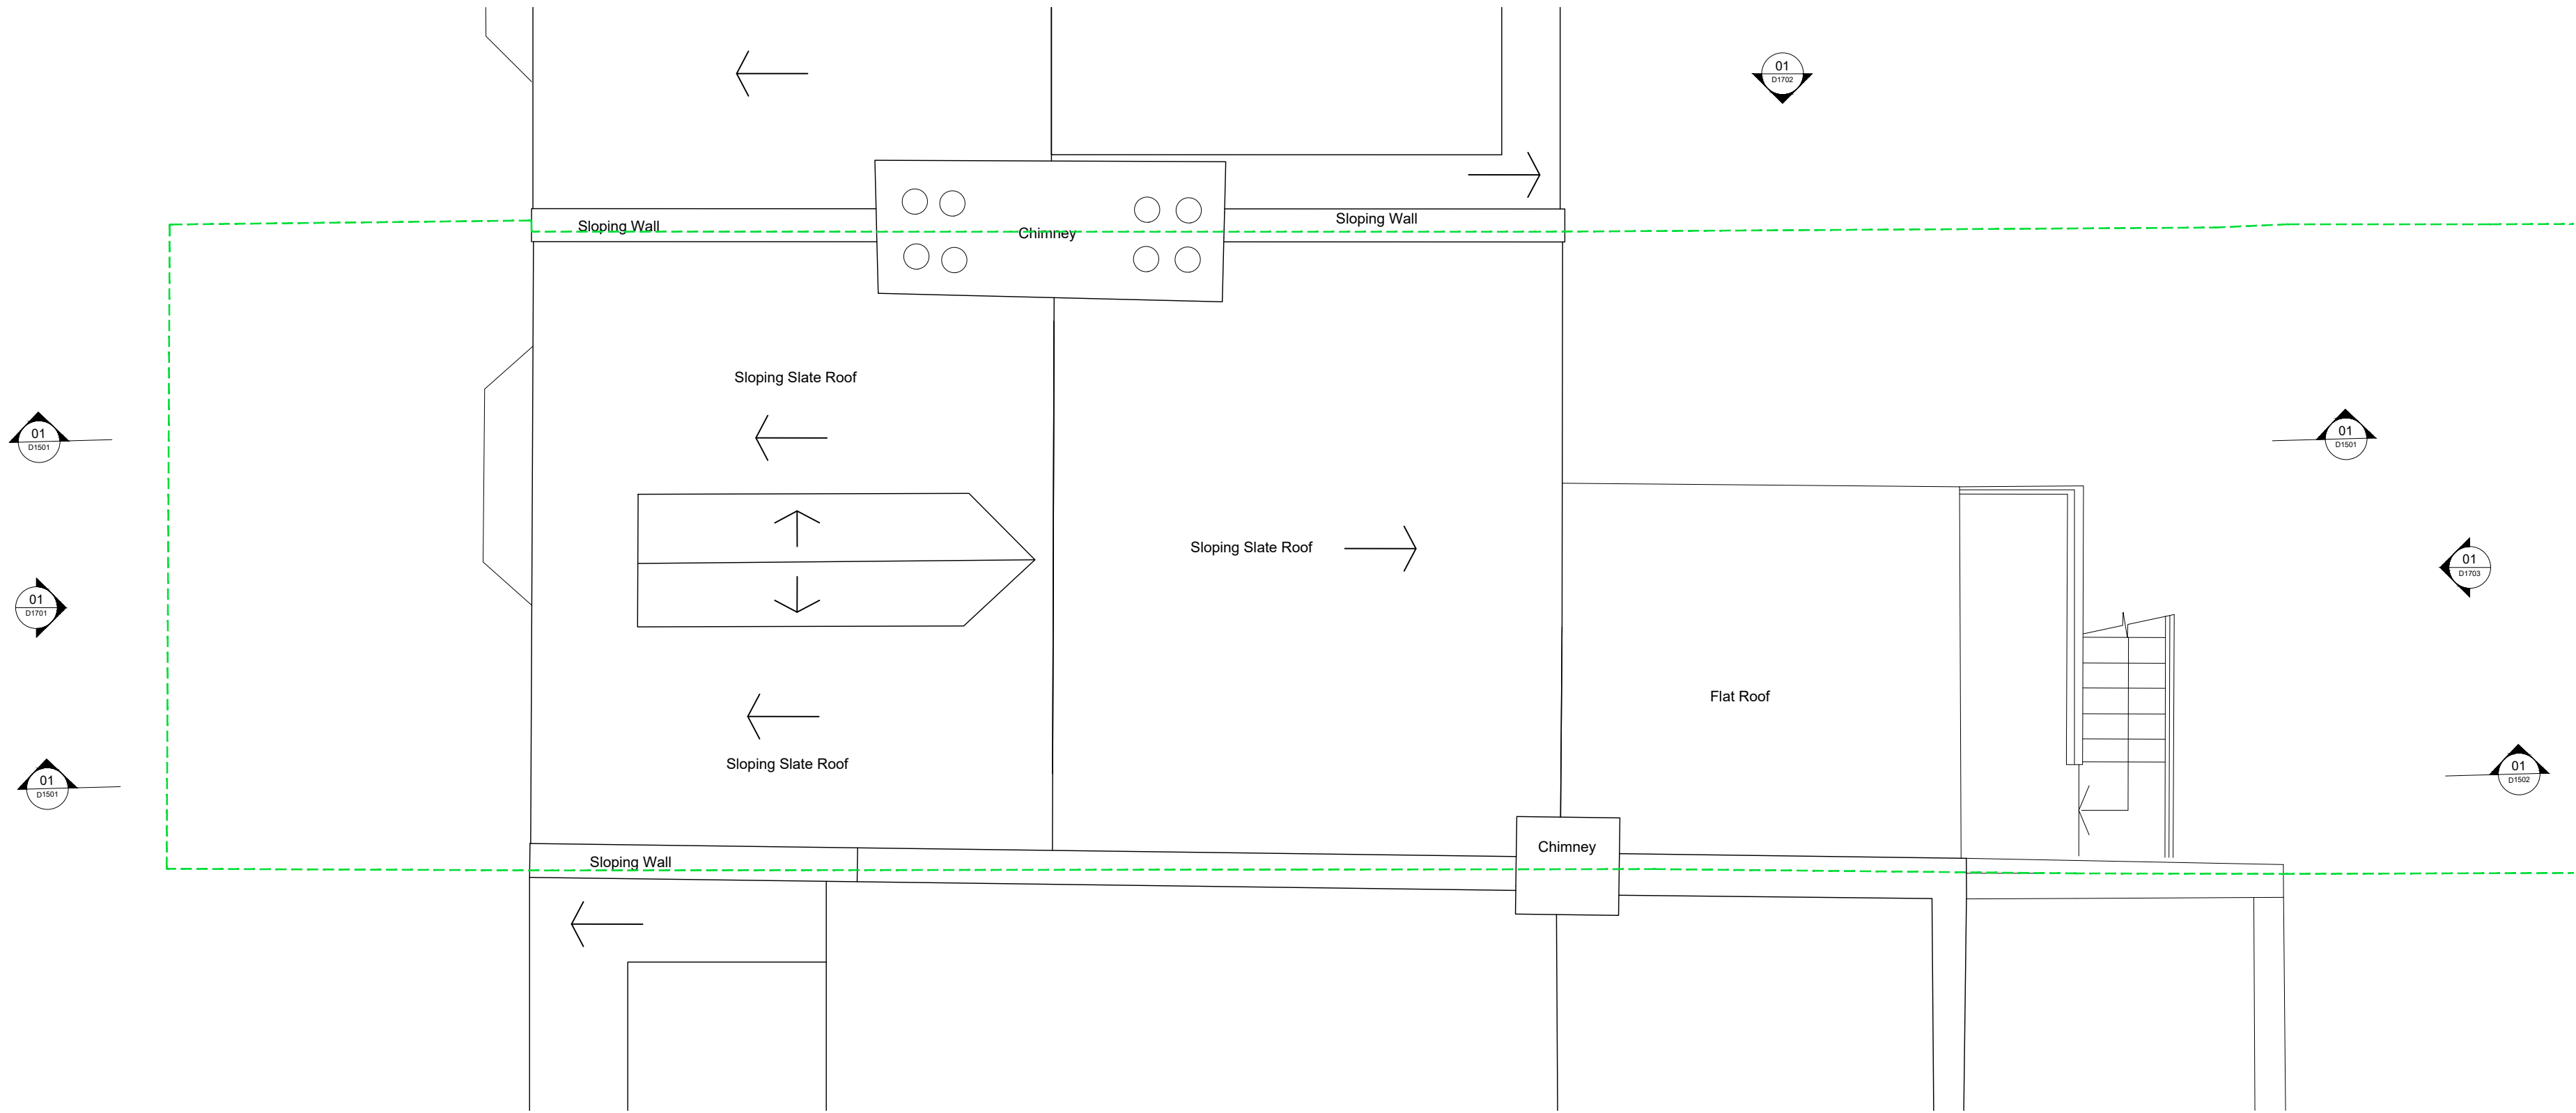 01
D1702
Sloping Wall
Chimney
Sloping Wall
Sloping Slate Roof
01
D1501
01
D1501
Sloping Slate Roof
01
D1703
01
D1701
Flat Roof
Sloping Slate Roof
01
D1501
01
D1502
Chimney
Sloping Wall